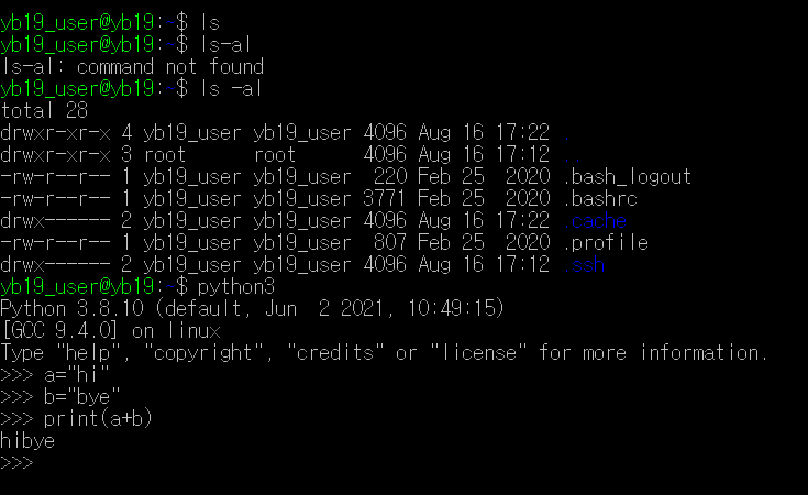 yb19_user@yb19:~$ ls
yb19_user@yb19:~$ ls-al
ls-al: command not found
yb19_user@yb19:~$ ls -al
total 28
drwxr-xr-x 4 yb19_user yb19_user 4096 Aug 16 17:22 .
drwxr-xr-x 3 root      root      4096 Aug 16 17:12 ..
-rw-r--r-- 1 yb19_user yb19_user  220 Feb 25  2020 .bash_logout
-rw-r--r-- 1 yb19_user yb19_user 3771 Feb 25  2020 .bashrc
drwx------ 2 yb19_user yb19_user 4096 Aug 16 17:22 .cache
-rw-r--r-- 1 yb19_user yb19_user  807 Feb 25  2020 .profile
drwx------ 2 yb19_user yb19_user 4096 Aug 16 17:12 .ssh
yb19_user@yb19:~$ python3
Python 3.8.10 (default, Jun  2 2021, 10:49:15)
[GCC 9.4.0] on linux
Type "help", "copyright", "credits" or "license" for more information.
>>> a="hi"
>>> b="bye"
>>> print(a+b)
hibye
>>>